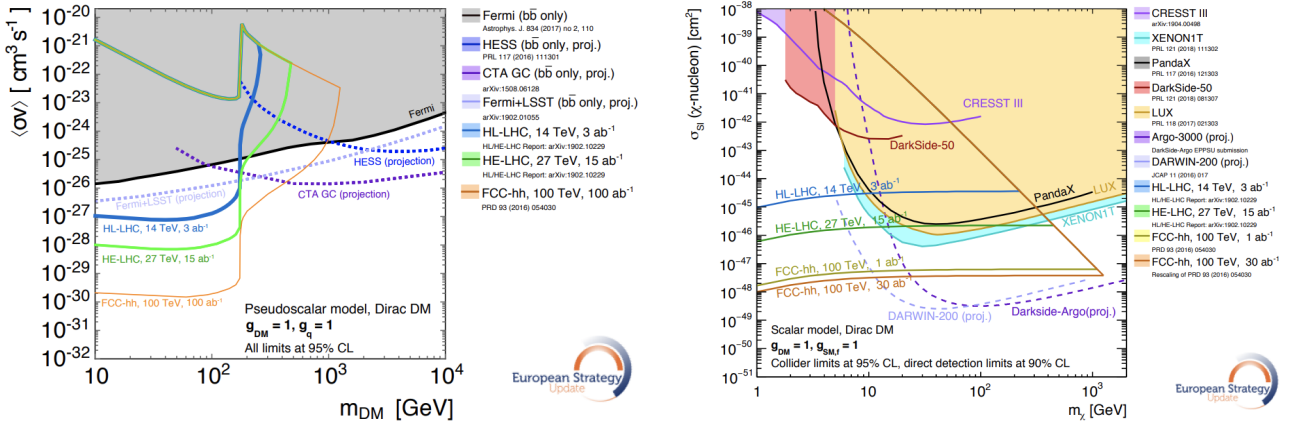 10⁻²⁰
10⁻²¹
10⁻²²
10⁻²³
10⁻²⁴
10⁻²⁵
10⁻²⁶
10⁻²⁷
10⁻²⁸
10⁻²⁹
10⁻³⁰
10⁻³¹
10⁻³²
⟨σv⟩ [cm³ s⁻¹]
Fermi
HESS (projection)
CTA GC (projection)
Fermi+LSST (projection)
HL-LHC, 14 TeV, 3 ab⁻¹
HE-LHC, 27 TeV, 15 ab⁻¹
FCC-hh, 100 TeV, 100 ab⁻¹
Pseudoscalar model, Dirac DM
g_DM = 1, g_q = 1
All limits at 95% CL
10 10² 10³ 10⁴
m_DM [GeV]
Fermi (bb̄ only)
Astrophys. J. 834 (2017) no 2, 110
HESS (bb̄ only, proj.)
PRL 117 (2016) 111301
CTA GC (bb̄ only, proj.)
arXiv:1508.06128
Fermi+LSST (bb̄ only, proj.)
arXiv:1902.01055
HL-LHC, 14 TeV, 3 ab⁻¹
HL/HE-LHC Report: arXiv:1902.10229
HE-LHC, 27 TeV, 15 ab⁻¹
HL/HE-LHC Report: arXiv:1902.10229
FCC-hh, 100 TeV, 100 ab⁻¹
PRD 93 (2016) 054030
European Strategy
Update
10⁻³⁸
10⁻³⁹
10⁻⁴⁰
10⁻⁴¹
10⁻⁴²
10⁻⁴³
10⁻⁴⁴
10⁻⁴⁵
10⁻⁴⁶
10⁻⁴⁷
10⁻⁴⁸
10⁻⁴⁹
10⁻⁵⁰
10⁻⁵¹
σ_SI (χ-nucleon) [cm²]
CRESST III
DarkSide-50
HL-LHC, 14 TeV, 3 ab⁻¹
PandaX
LUX
XENON1T
HE-LHC, 27 TeV, 15 ab⁻¹
FCC-hh, 100 TeV, 1 ab⁻¹
FCC-hh, 100 TeV, 30 ab⁻¹
DARWIN-200 (proj.)
Darkside-Argo(proj.)
Scalar model, Dirac DM
g_DM = 1, g_SM,f = 1
Collider limits at 95% CL, direct detection limits at 90% CL
1 10 10² 10³
m_χ [GeV]
CRESST III
arXiv:1904.00498
XENON1T
PRL 121 (2018) 111302
PandaX
PRL 117 (2016) 121303
DarkSide-50
PRL 121 (2018) 081307
LUX
PRL 118 (2017) 021303
Argo-3000 (proj.)
DarkSide-Argo EPPSU submission
DARWIN-200 (proj.)
JCAP 11 (2016) 017
HL-LHC, 14 TeV, 3 ab⁻¹
HL/HE-LHC Report: arXiv:1902.10229
HE-LHC, 27 TeV, 15 ab⁻¹
HL/HE-LHC Report: arXiv:1902.10229
FCC-hh, 100 TeV, 1 ab⁻¹
PRD 93 (2016) 054030
FCC-hh, 100 TeV, 30 ab⁻¹
Rescaling of PRD 93 (2016) 054030
European Strategy
Update